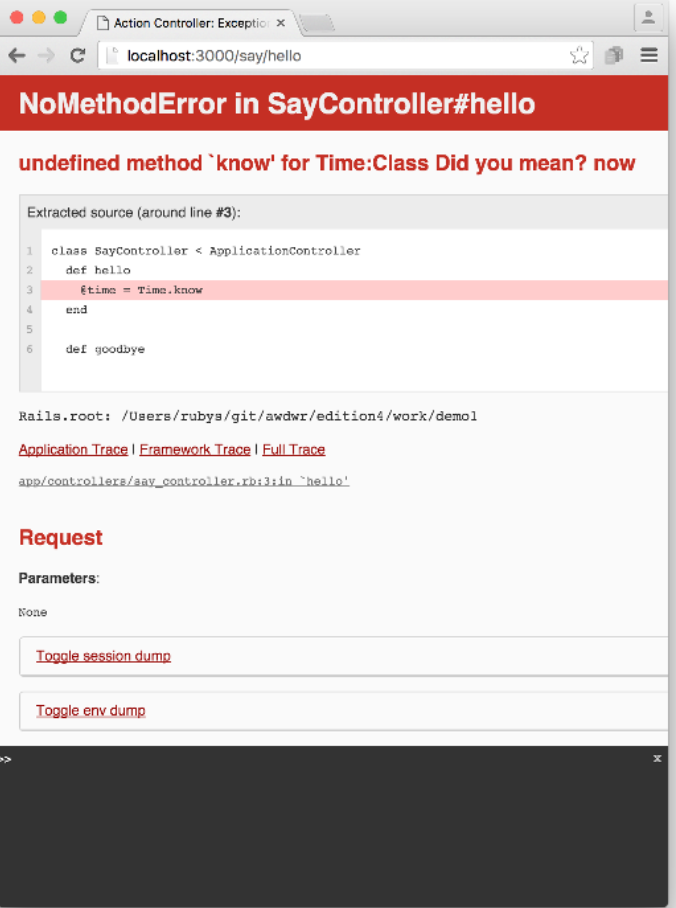 Action Controller: Exceptio
localhost:3000/say/hello
NoMethodError in SayController#hello
undefined method `know' for Time:Class Did you mean? now
Extracted source (around line #3):
1 class SayController < ApplicationController
2 def hello
3 @time = Time.know
4 end
5
6 def goodbye
Rails.root: /Users/rubys/git/awdwr/edition4/work/demo1
Application Trace | Framework Trace | Full Trace
app/controllers/say_controller.rb:3:in `hello'
Request
Parameters:
None
Toggle session dump
Toggle env dump
>> x